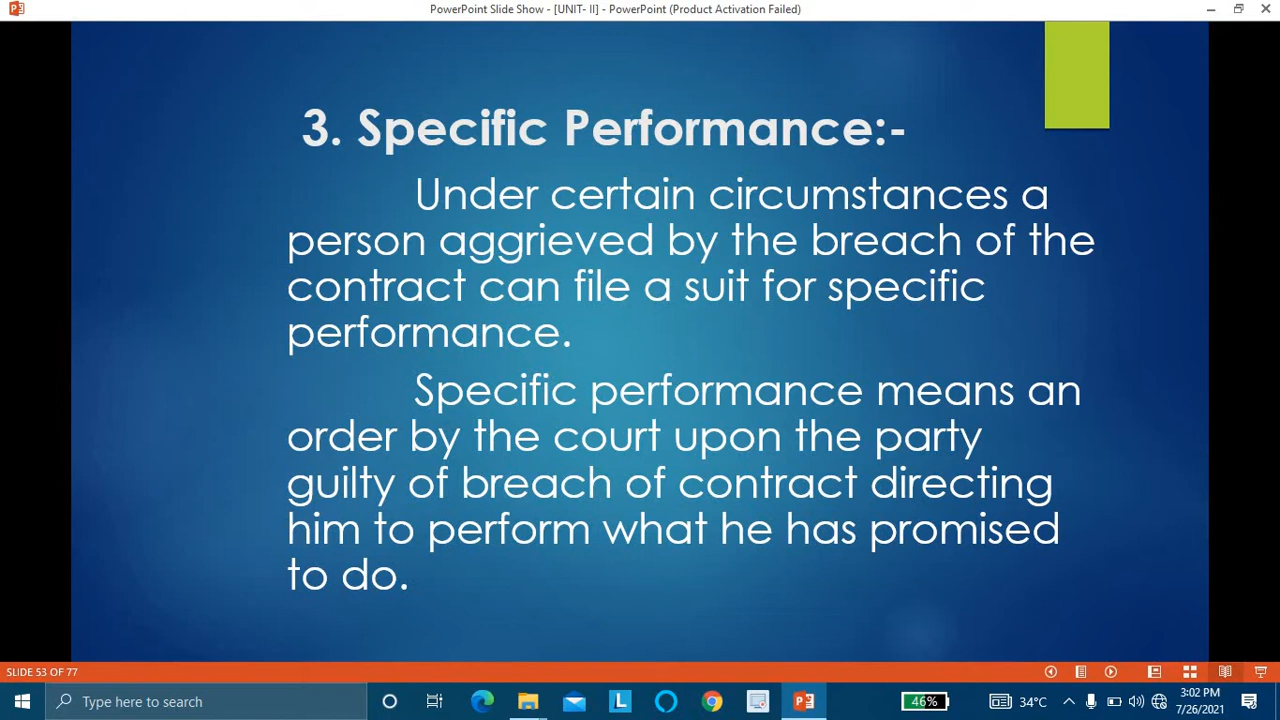 PowerPoint Slide Show - [UNIT- II] - PowerPoint (Product Activation Failed)
3. Specific Performance:-
Under certain circumstances a
person aggrieved by the breach of the
contract can file a suit for specific
performance.
Specific performance means an
order by the court upon the party
guilty of breach of contract directing
him to perform what he has promised
to do.
SLIDE 53 OF 77
Type here to search
L
46%
34°C
3:02 PM
7/26/2021